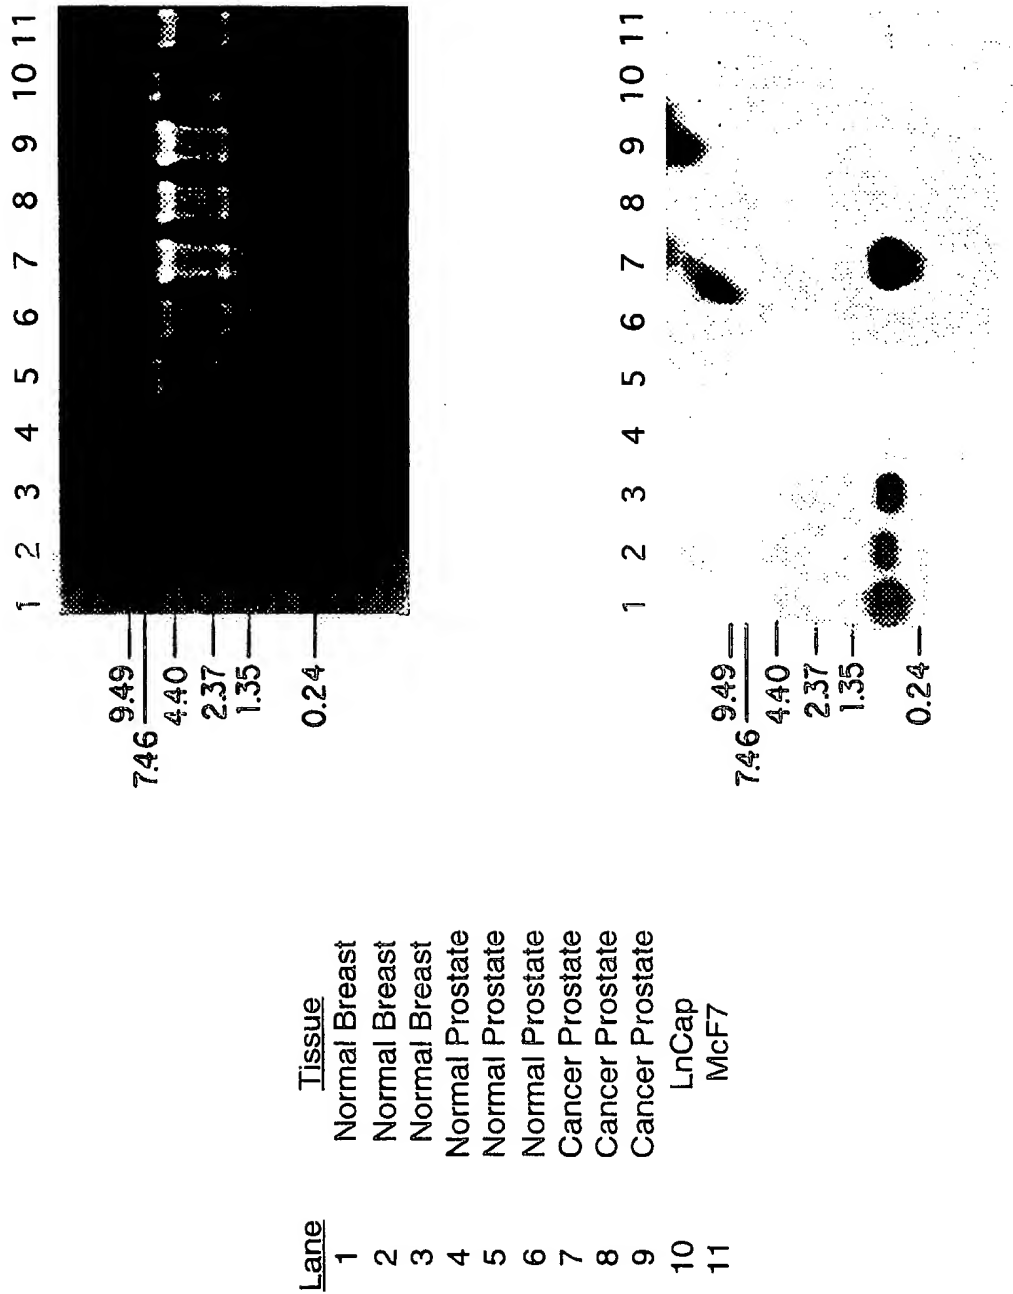 1 2 3 4 5 6 7 8 9 10 11
9.49
7.46
4.40
2.37
1.35
0.24
1 2 3 4 5 6 7 8 9 10 11
9.49
7.46
4.40
2.37
1.35
0.24
Lane Tissue
1 Normal Breast
2 Normal Breast
3 Normal Breast
4 Normal Prostate
5 Normal Prostate
6 Normal Prostate
7 Cancer Prostate
8 Cancer Prostate
9 Cancer Prostate
10 LnCap
11 McF7